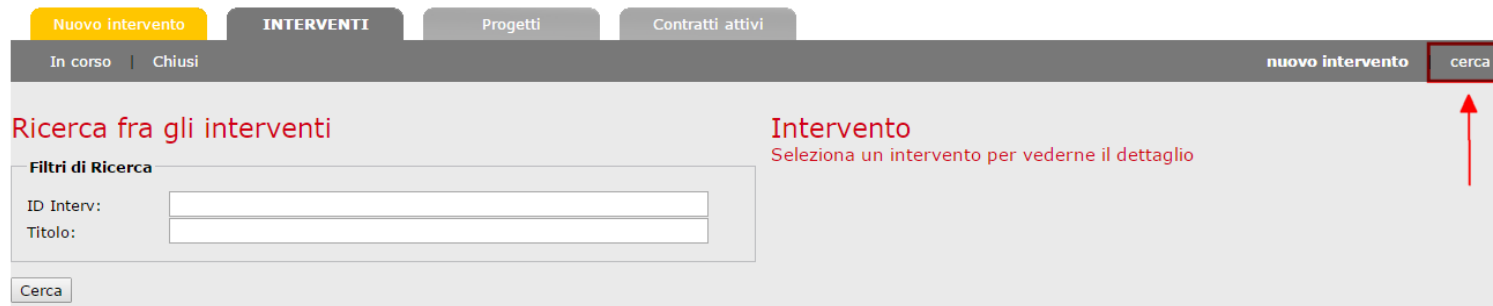 Nuovo intervento INTERVENTI Progetti Contratti attivi
In corso | Chiusi nuovo intervento cerca
Ricerca fra gli interventi
Filtri di Ricerca
ID Interv:
Titolo:
Cerca
Intervento
Seleziona un intervento per vederne il dettaglio